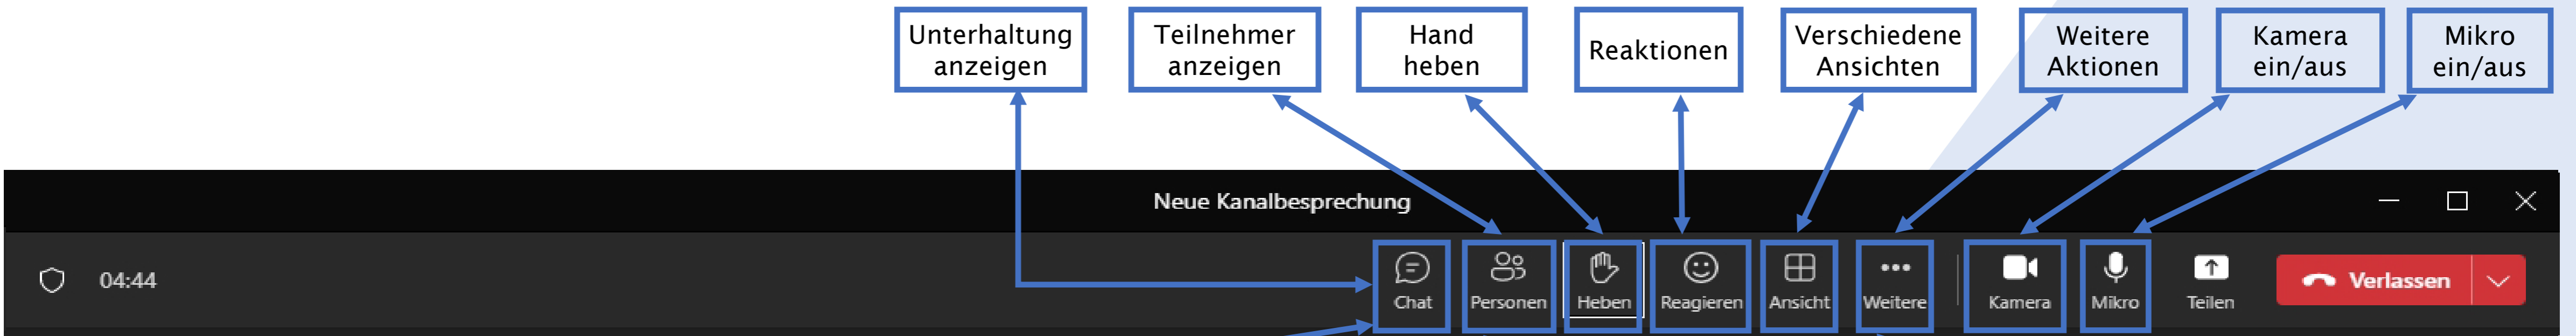 Unterhaltung
anzeigen
Teilnehmer
anzeigen
Hand
heben
Reaktionen
Verschiedene
Ansichten
Weitere
Aktionen
Kamera
ein/aus
Mikro
ein/aus
Neue Kanalbesprechung
04:44
Chat
Personen
Heben
Reagieren
Ansicht
Weitere
Kamera
Mikro
Teilen
Verlassen